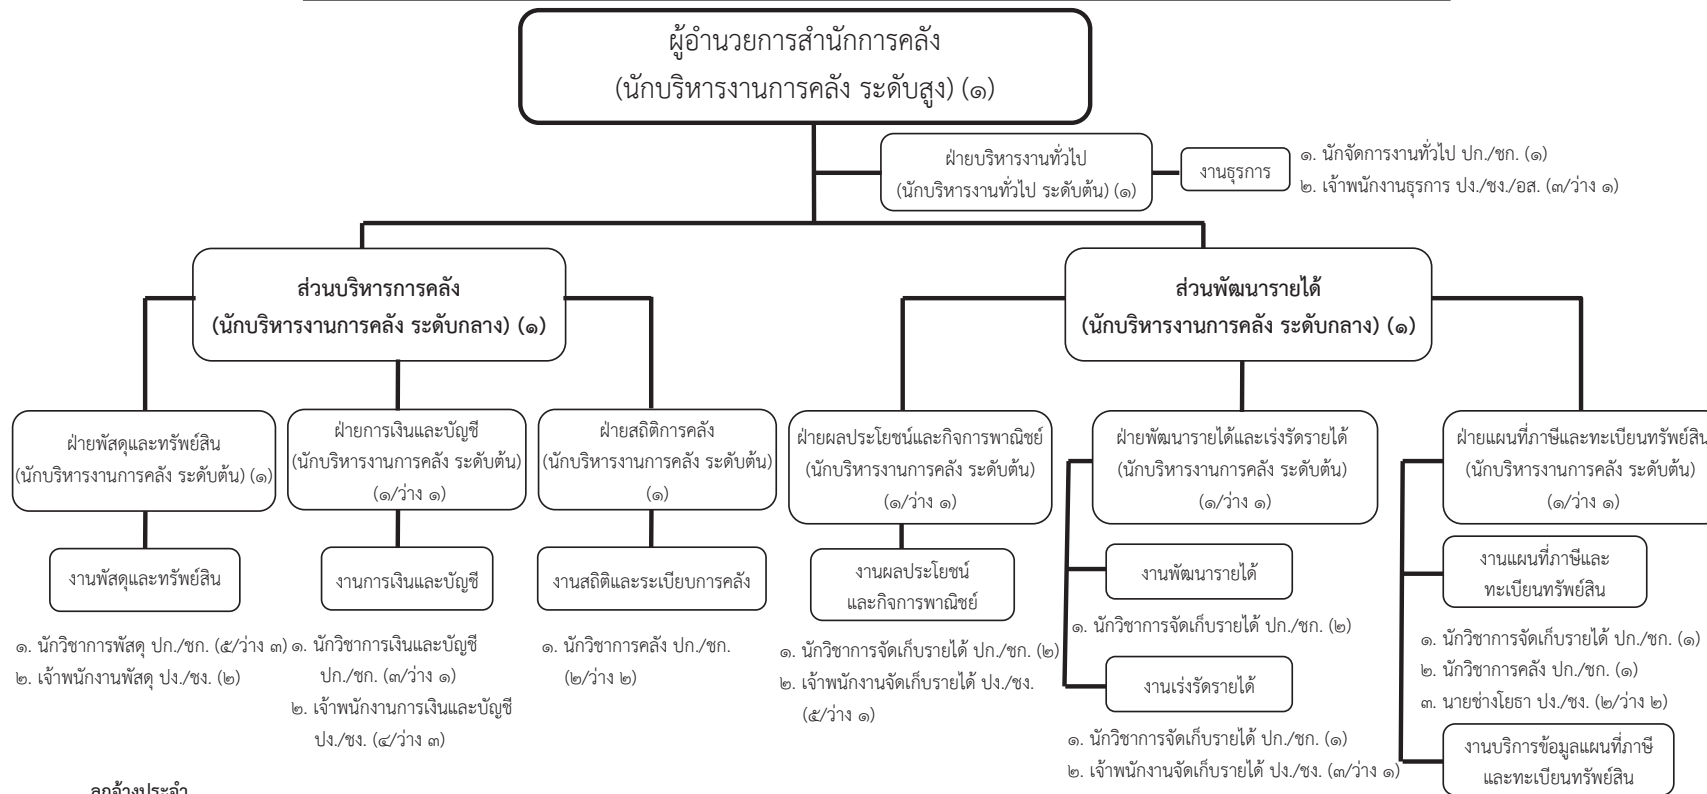 ผู้อำนวยการสำนักการคลัง
(นักบริหารงานการคลัง ระดับสูง) (๑)
ฝ่ายบริหารงานทั่วไป
(นักบริหารงานทั่วไป ระดับต้น) (๑)
งานธุรการ
๑. นักจัดการงานทั่วไป ปก./ชก. (๑)
๒. เจ้าพนักงานธุรการ ปง./ชง./อส. (๓/ว่าง ๑)
ส่วนบริหารการคลัง
(นักบริหารงานการคลัง ระดับกลาง) (๑)
ส่วนพัฒนารายได้
(นักบริหารงานการคลัง ระดับกลาง) (๑)
ฝ่ายพัสดุและทรัพย์สิน
(นักบริหารงานการคลัง ระดับต้น) (๑)
งานพัสดุและทรัพย์สิน
๑. นักวิชาการพัสดุ ปก./ชก. (๕/ว่าง ๓)
๒. เจ้าพนักงานพัสดุ ปง./ชง. (๒)
ฝ่ายการเงินและบัญชี
(นักบริหารงานการคลัง ระดับต้น)
(๑/ว่าง ๑)
งานการเงินและบัญชี
๑. นักวิชาการเงินและบัญชี
ปก./ชก. (๓/ว่าง ๑)
๒. เจ้าพนักงานการเงินและบัญชี
ปง./ชง. (๔/ว่าง ๓)
ฝ่ายสถิติการคลัง
(นักบริหารงานการคลัง ระดับต้น)
(๑)
งานสถิติและระเบียบการคลัง
๑. นักวิชาการคลัง ปก./ชก.
(๒/ว่าง ๒)
ฝ่ายผลประโยชน์และกิจการพาณิชย์
(นักบริหารงานการคลัง ระดับต้น)
(๑/ว่าง ๑)
งานผลประโยชน์
และกิจการพาณิชย์
๑. นักวิชาการจัดเก็บรายได้ ปก./ชก. (๒)
๒. เจ้าพนักงานจัดเก็บรายได้ ปง./ชง.
(๕/ว่าง ๑)
ฝ่ายพัฒนารายได้และเร่งรัดรายได้
(นักบริหารงานการคลัง ระดับต้น)
(๑/ว่าง ๑)
งานพัฒนารายได้
๑. นักวิชาการจัดเก็บรายได้ ปก./ชก. (๒)
งานเร่งรัดรายได้
๑. นักวิชาการจัดเก็บรายได้ ปก./ชก. (๑)
๒. เจ้าพนักงานจัดเก็บรายได้ ปง./ชง. (๓/ว่าง ๑)
ฝ่ายแผนที่ภาษีและทะเบียนทรัพย์สิน
(นักบริหารงานการคลัง ระดับต้น)
(๑/ว่าง ๑)
งานแผนที่ภาษีและ
ทะเบียนทรัพย์สิน
๑. นักวิชาการจัดเก็บรายได้ ปก./ชก. (๑)
๒. นักวิชาการคลัง ปก./ชก. (๑)
๓. นายช่างโยธา ปง./ชง. (๒/ว่าง ๒)
งานบริการข้อมูลแผนที่ภาษี
และทะเบียนทรัพย์สิน
ลูกจ้างประจำ